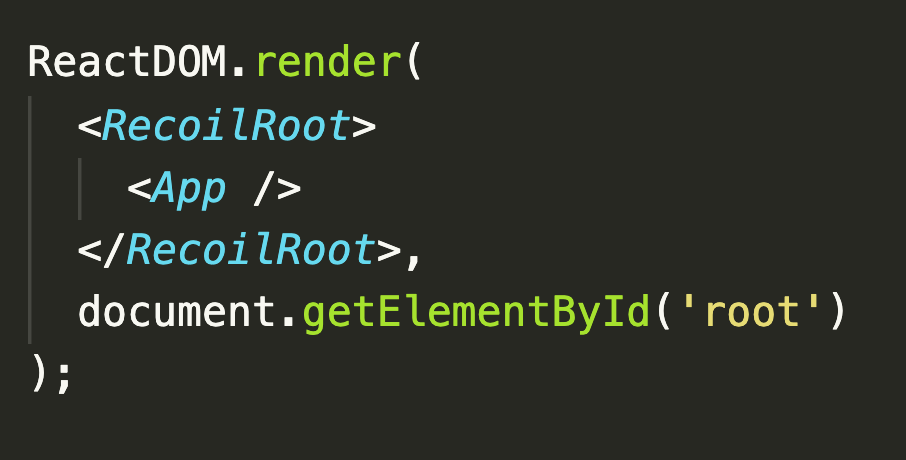 ReactDOM.render(
  <RecoilRoot>
    <App />
  </RecoilRoot>,
  document.getElementById('root')
);